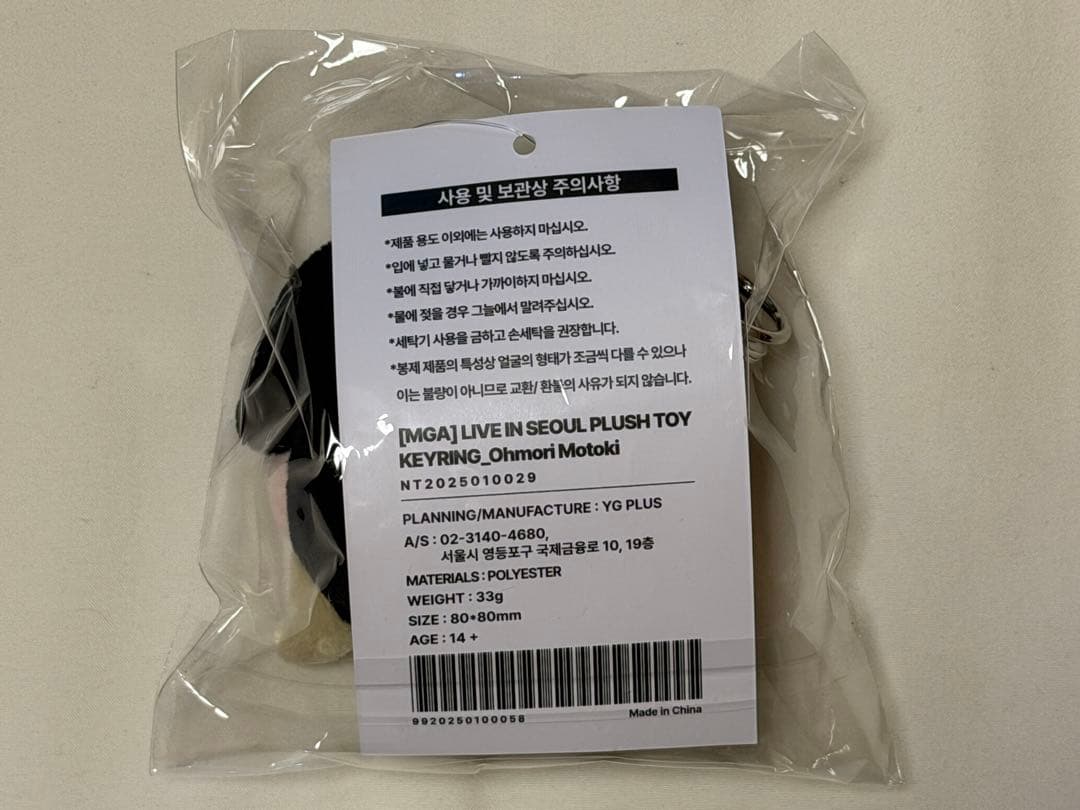 사용 및 보관상 주의사항
*제품 용도 이외에는 사용하지 마십시오.
*입에 넣고 물거나 빨지 않도록 주의하십시오.
*불에 직접 닿거나 가까이하지 마십시오.
*물에 젖을 경우 그늘에서 말려주십시오.
*세탁기 사용을 금하고 손세탁을 권장합니다.
*봉제 제품의 특성상 얼굴의 형태가 조금씩 다를 수 있으나
이는 불량이 아니므로 교환/ 환불의 사유가 되지 않습니다.
[MGA] LIVE IN SEOUL PLUSH TOY
KEYRING_Ohmori Motoki
NT2025010029
PLANNING/MANUFACTURE : YG PLUS
A/S : 02-3140-4680,
서울시 영등포구 국제금융로 10, 19층
MATERIALS : POLYESTER
WEIGHT : 33g
SIZE : 80*80mm
AGE : 14 +
9920250100058
Made in China